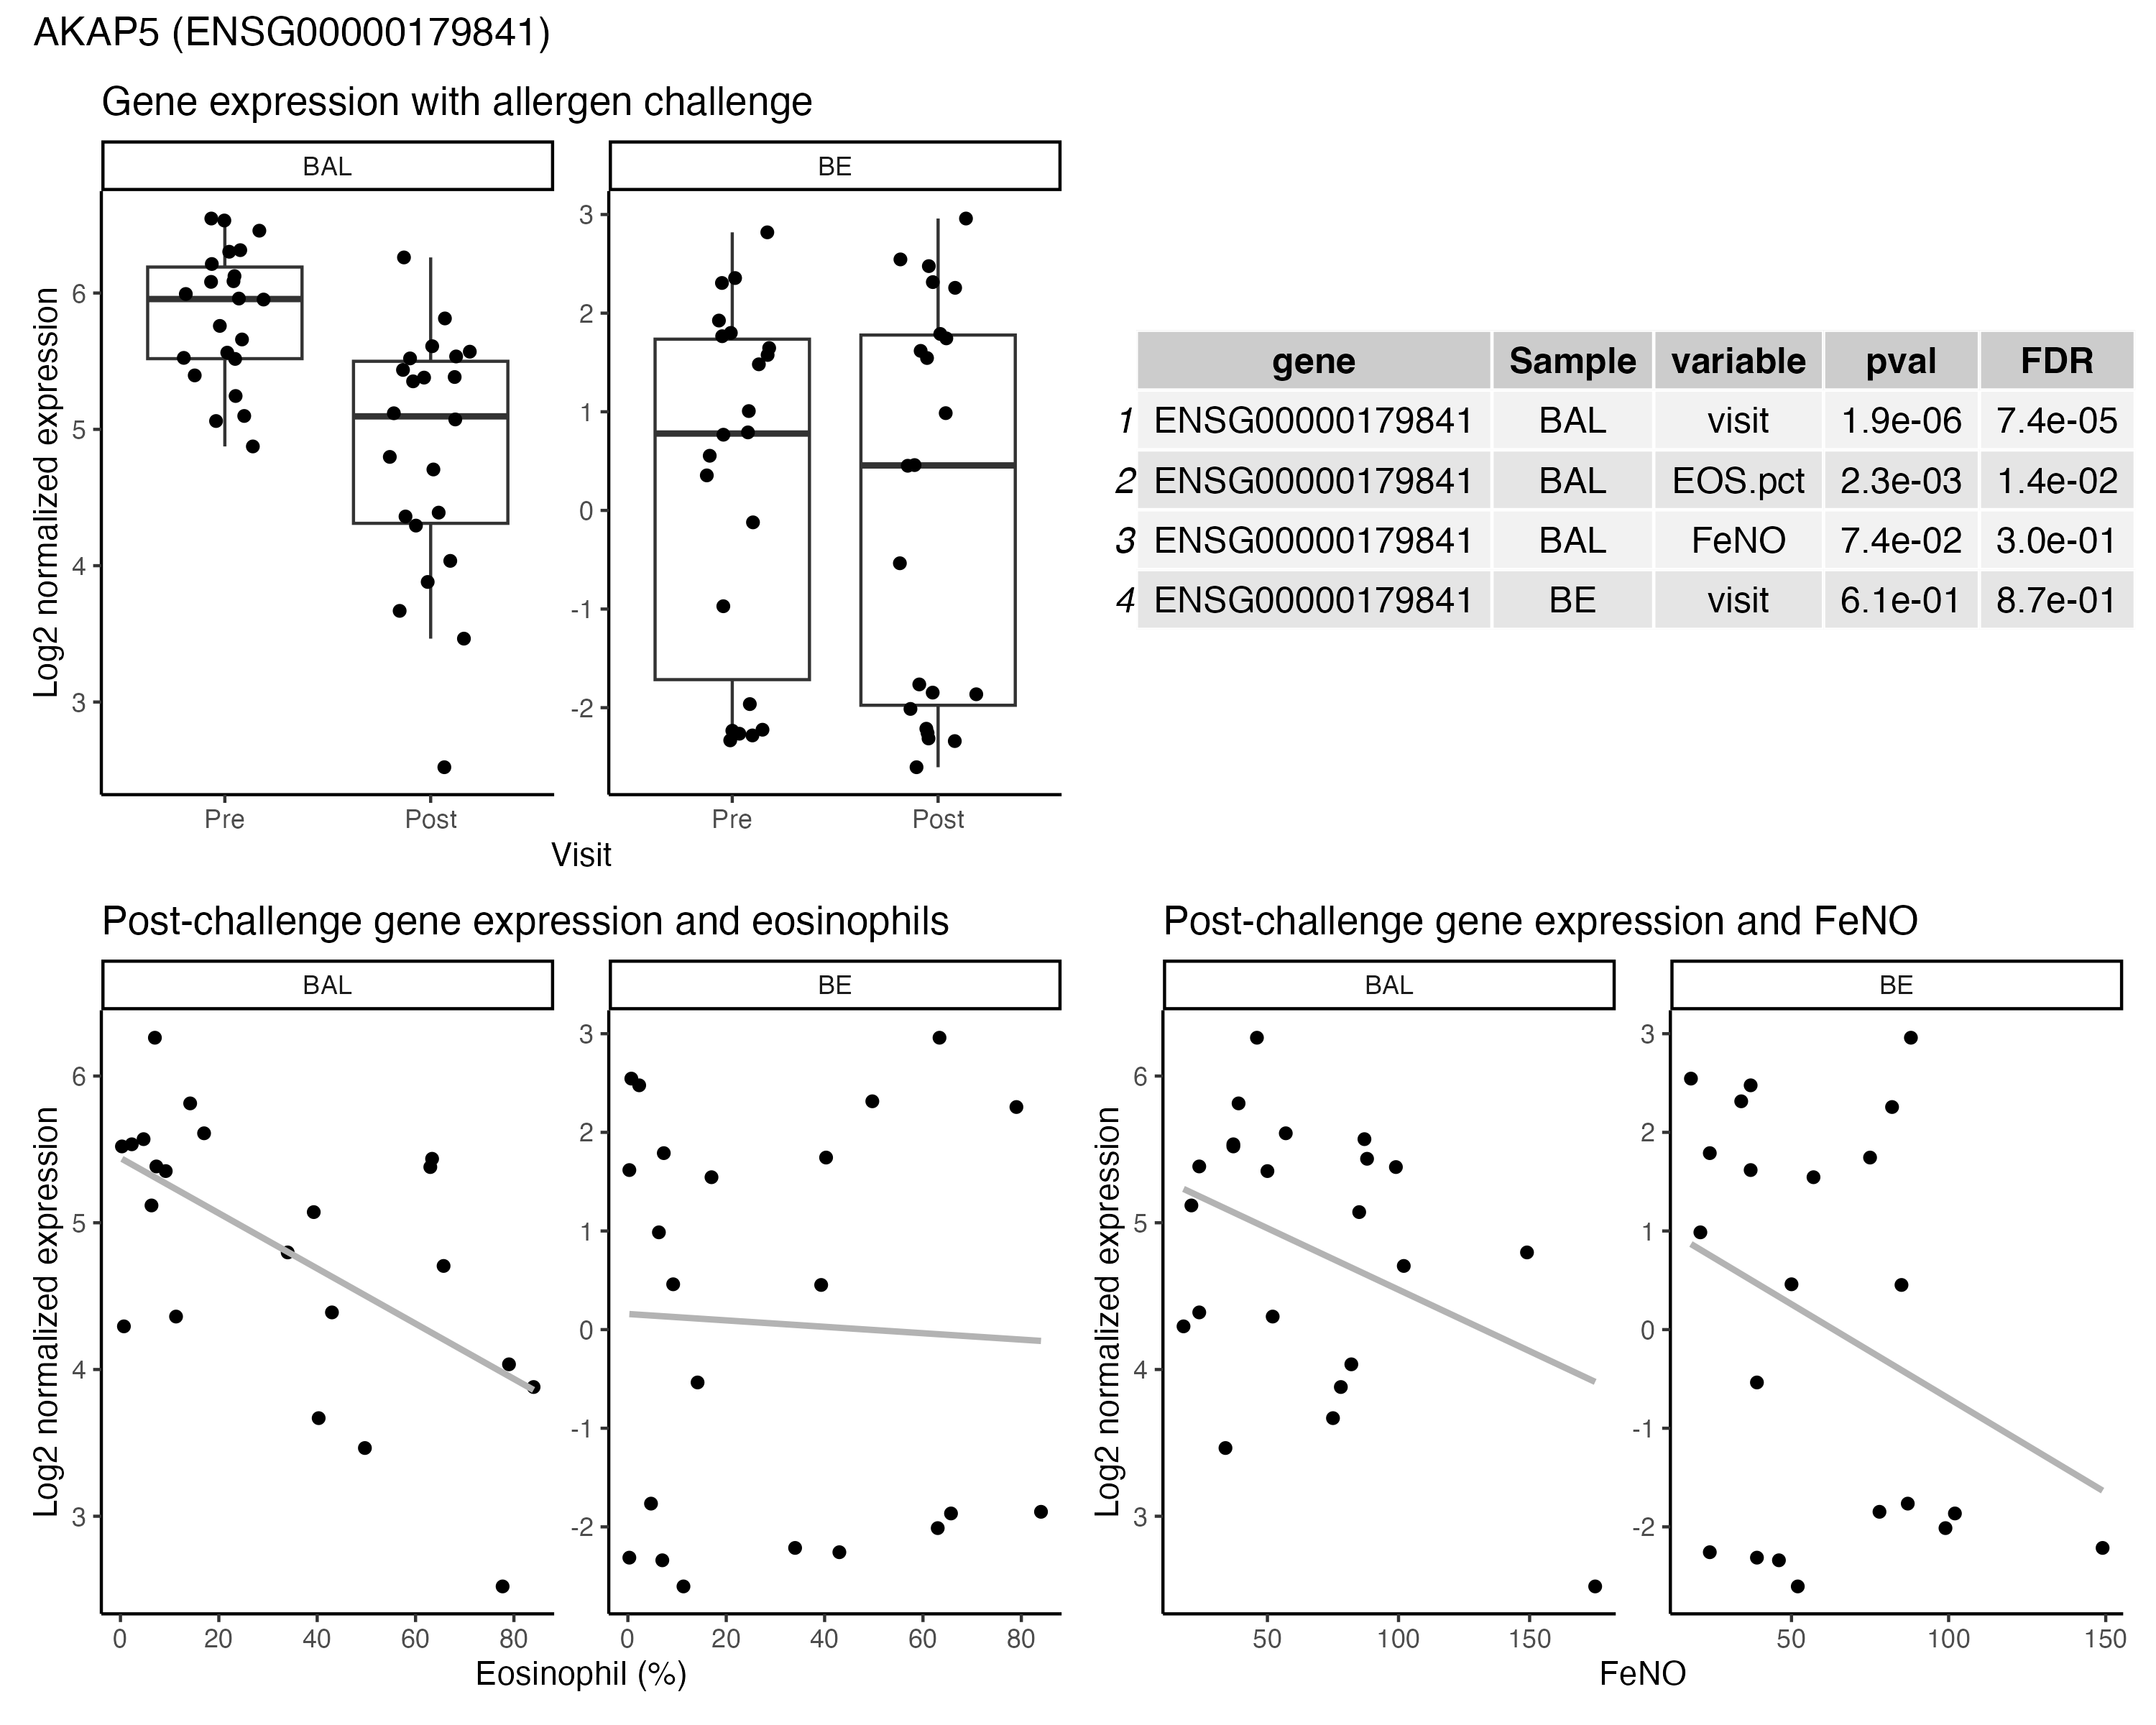 AKAP5 (ENSG00000179841)
Gene expression with allergen challenge
BAL BE
Log2 normalized expression
6
5
4
3
3
2
1
0
-1
-2
Pre Post Pre Post
Visit
gene Sample variable pval FDR
1 ENSG00000179841 BAL visit 1.9e-06 7.4e-05
2 ENSG00000179841 BAL EOS.pct 2.3e-03 1.4e-02
3 ENSG00000179841 BAL FeNO 7.4e-02 3.0e-01
4 ENSG00000179841 BE visit 6.1e-01 8.7e-01
Post-challenge gene expression and eosinophils
BAL BE
Log2 normalized expression
6
5
4
3
3
2
1
0
-1
-2
0 20 40 60 80 0 20 40 60 80
Eosinophil (%)
Post-challenge gene expression and FeNO
BAL BE
Log2 normalized expression
6
5
4
3
3
2
1
0
-1
-2
50 100 150 50 100 150
FeNO